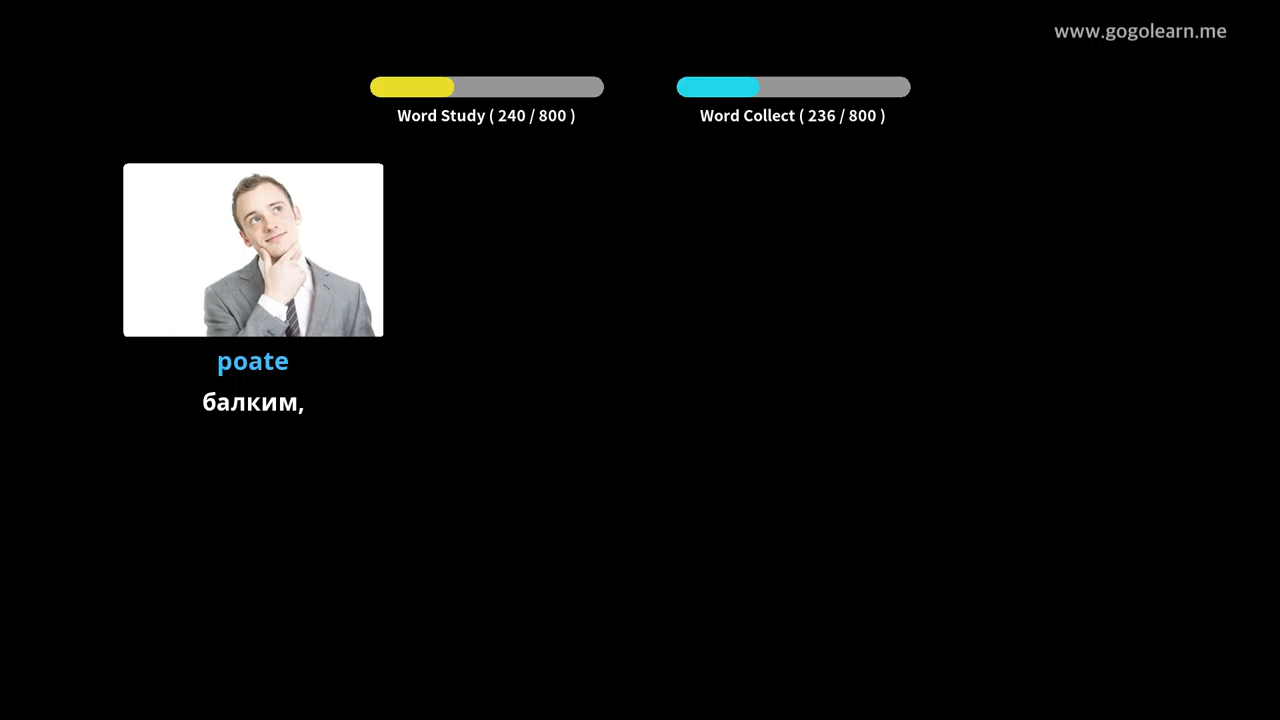 www.gogolearn.me
Word Study ( 240 / 800 )
Word Collect ( 236 / 800 )
poate
балким,